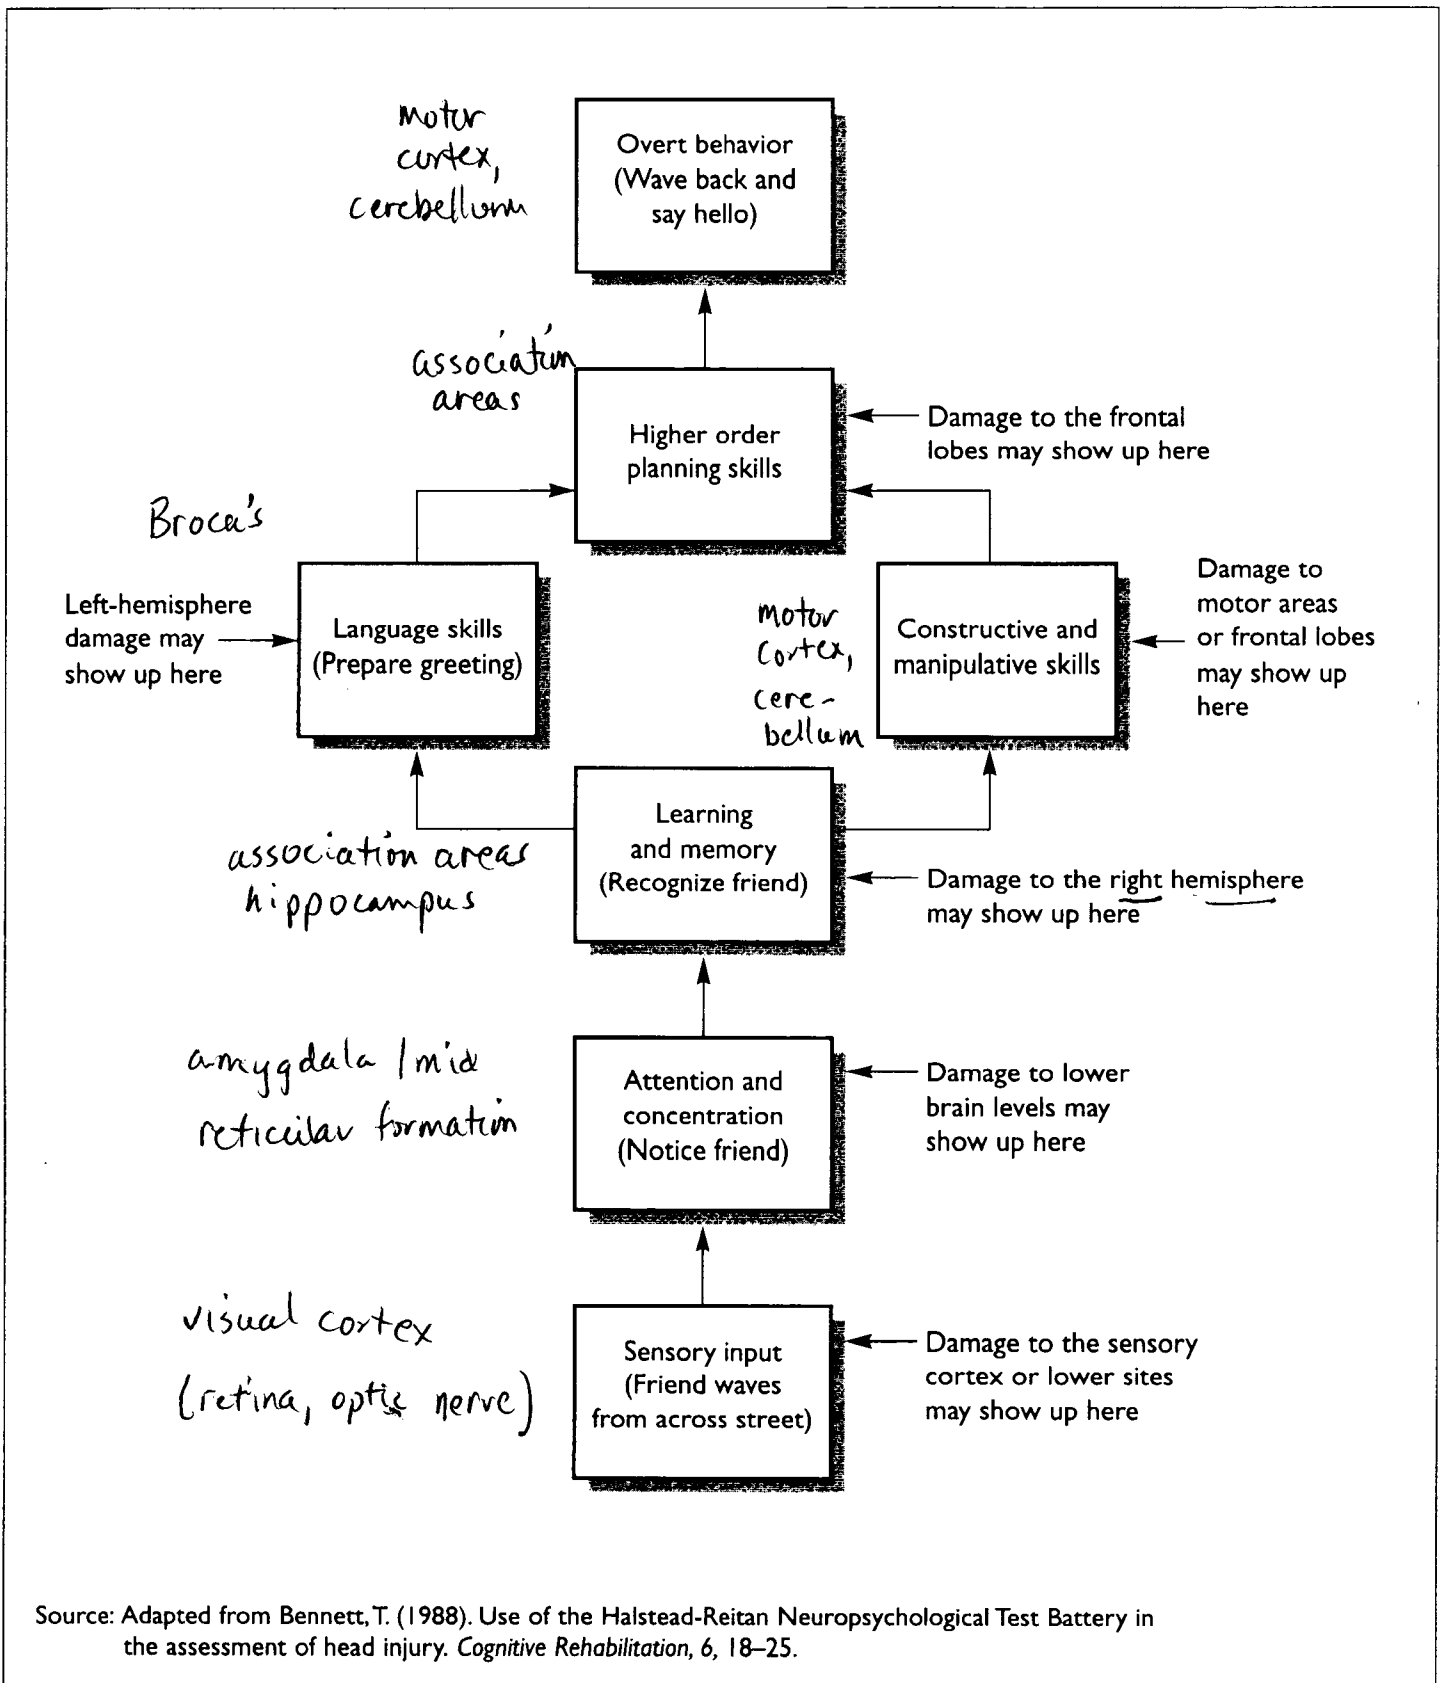 motor
cortex,
cerebellum
Overt behavior
(Wave back and
say hello)
association
areas
Higher order
planning skills
Damage to the frontal
lobes may show up here
Broca's
Left-hemisphere
damage may
show up here
Language skills
(Prepare greeting)
motor
cortex,
cere-
bellum
Constructive and
manipulative skills
Damage to
motor areas
or frontal lobes
may show up
here
Learning
and memory
(Recognize friend)
association areas
hippocampus
Damage to the right hemisphere
may show up here
amygdala / mid
reticular formation
Attention and
concentration
(Notice friend)
Damage to lower
brain levels may
show up here
visual cortex
(retina, optic nerve)
Sensory input
(Friend waves
from across street)
Damage to the sensory
cortex or lower sites
may show up here
Source: Adapted from Bennett, T. (1988). Use of the Halstead-Reitan Neuropsychological Test Battery in
the assessment of head injury. Cognitive Rehabilitation, 6, 18–25.